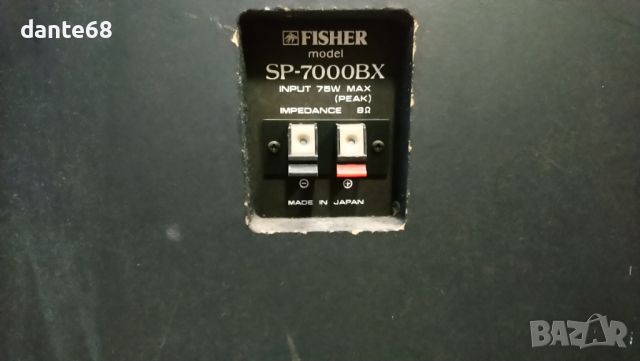 dante68
FISHER
model
SP-7000BX
INPUT 75W MAX
(PEAK)
IMPEDANCE 8Ω
MADE IN JAPAN
BAZAR